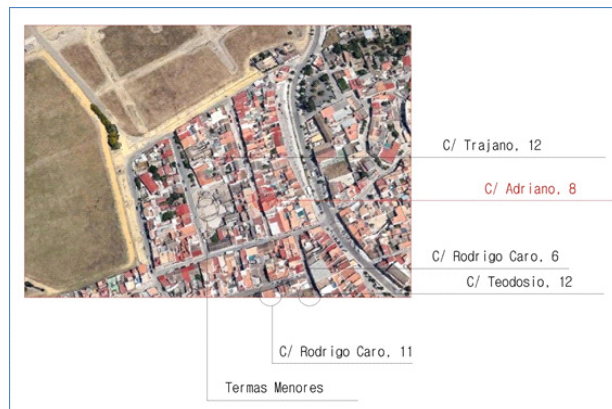 C/ Trajano, 12
C/ Adriano, 8
C/ Rodrigo Caro, 6
C/ Teodosio, 12
C/ Rodrigo Caro, 11
Termas Menores